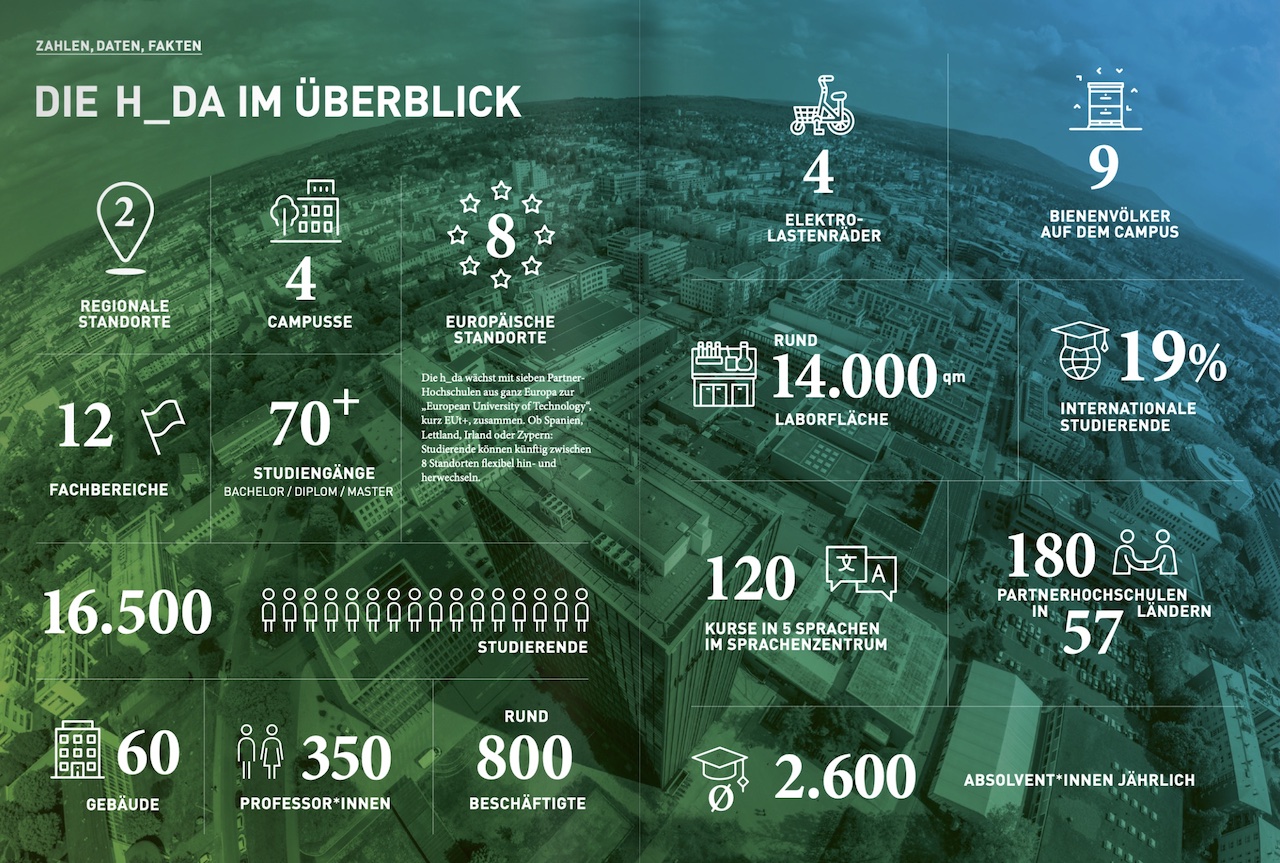 ZAHLEN, DATEN, FAKTEN
DIE H_DA IM ÜBERBLICK
2
REGIONALE
STANDORTE
4
CAMPUSSE
8
EUROPÄISCHE
STANDORTE
Die h_da wächst mit sieben Partner-
Hochschulen aus ganz Europa zur
„European University of Technology“,
kurz EUt+, zusammen. Ob Spanien,
Lettland, Irland oder Zypern:
Studierende können künftig zwischen
8 Standorten flexibel hin- und
herwechseln.
12
FACHBEREICHE
70+
STUDIENGÄNGE
BACHELOR / DIPLOM / MASTER
16.500
STUDIERENDE
60
GEBÄUDE
350
PROFESSOR*INNEN
RUND
800
BESCHÄFTIGTE
4
ELEKTRO-
LASTENRÄDER
9
BIENENVÖLKER
AUF DEM CAMPUS
RUND
14.000 qm
LABORFLÄCHE
19%
INTERNATIONALE
STUDIERENDE
120
文 A
KURSE IN 5 SPRACHEN
IM SPRACHENZENTRUM
180
PARTNERHOCHSCHULEN
IN 57 LÄNDERN
Ø
2.600
ABSOLVENT*INNEN JÄHRLICH